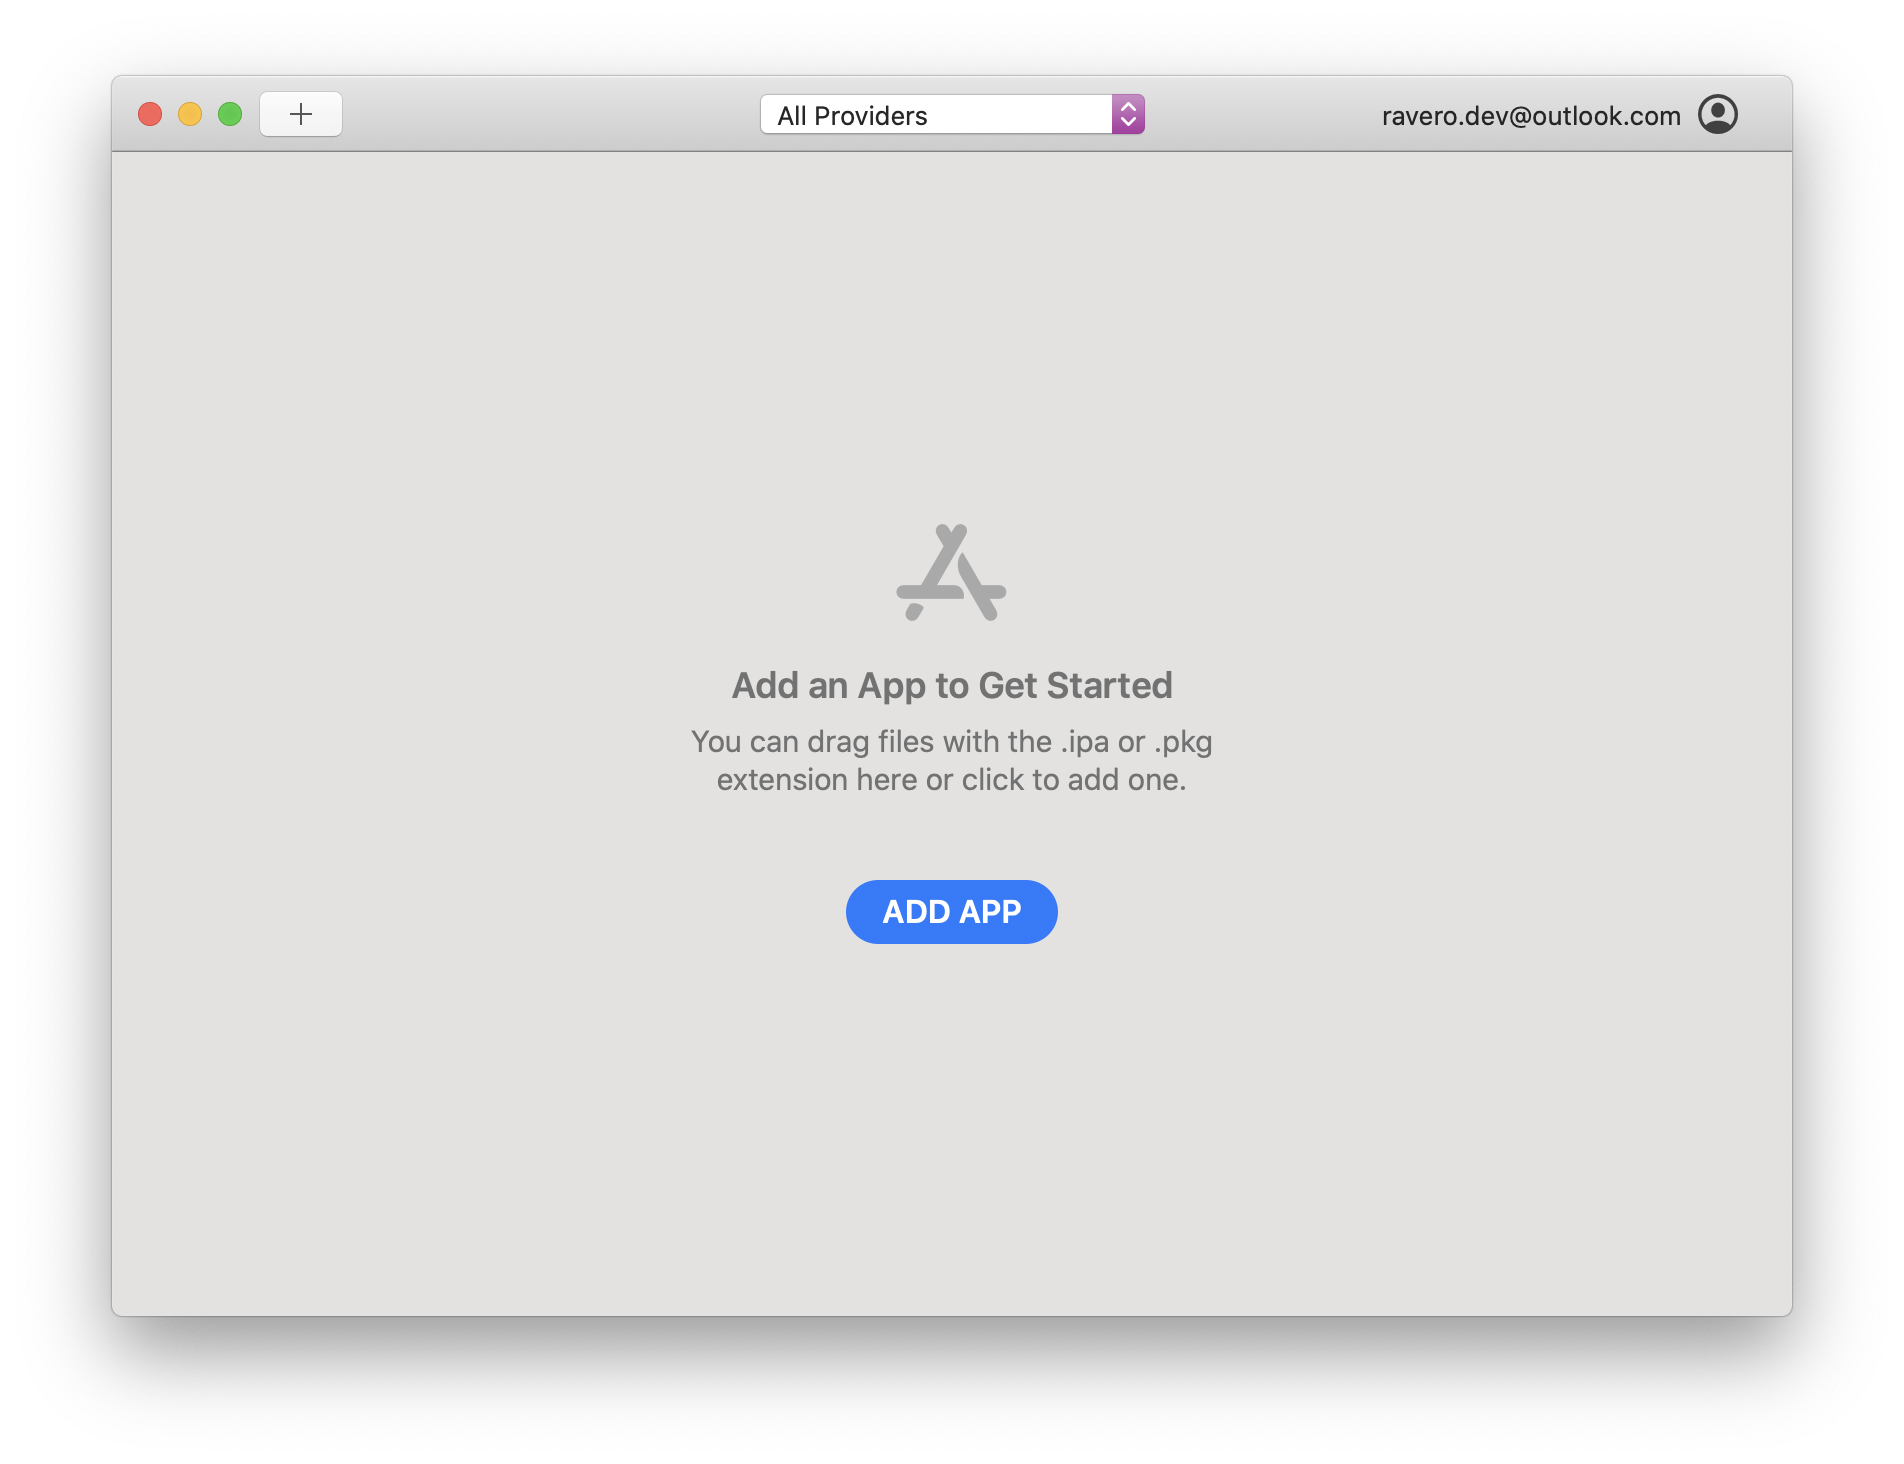 All Providers
ravero.dev@outlook.com
Add an App to Get Started
You can drag files with the .ipa or .pkg
extension here or click to add one.
ADD APP